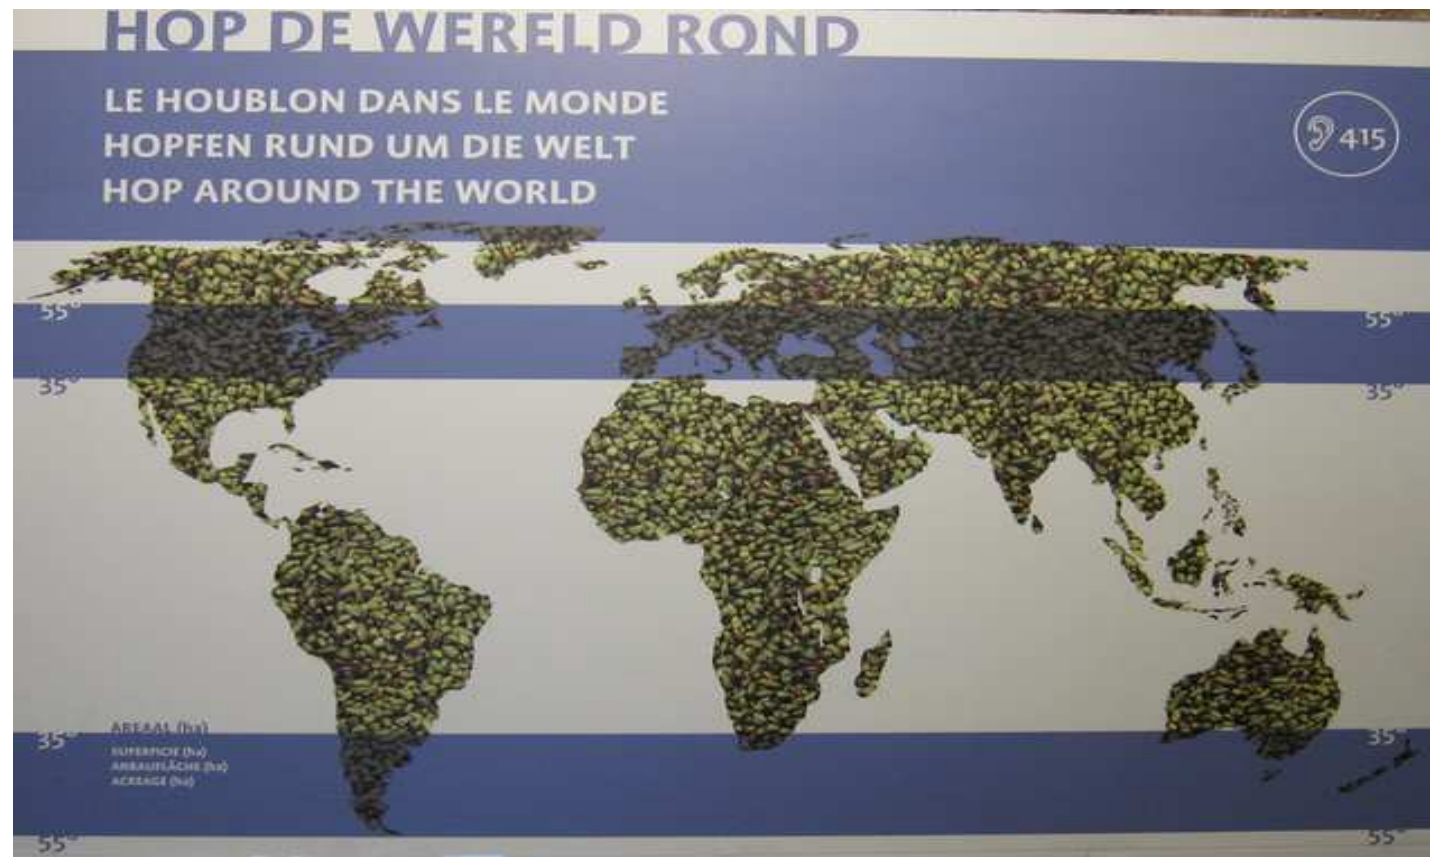 HOP DE WERELD ROND
LE HOUBLON DANS LE MONDE
HOPFEN RUND UM DIE WELT
HOP AROUND THE WORLD
415
55° 55°
35° 35°
35° 35°
AREAAL (ha)
SUPERFICIE (ha)
ANBAUFLÄCHE (ha)
ACREAGE (ha)
55° 55°